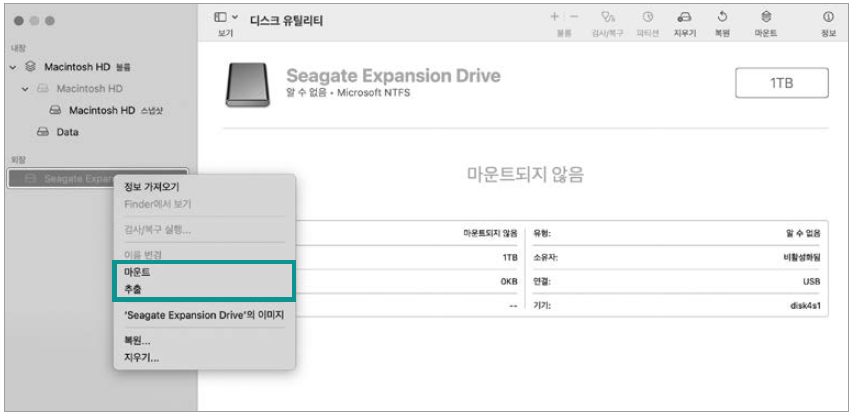 디스크 유틸리티
보기
볼륨
검사/복구
파티션
지우기
복원
마운트
정보
내장
Macintosh HD 볼륨
Macintosh HD
Macintosh HD 스냅샷
Data
외장
Seagate Expan
Seagate Expansion Drive
알 수 없음 • Microsoft NTFS
1TB
마운트되지 않음
정보 가져오기
Finder에서 보기
검사/복구 실행...
이름 변경
마운트
추출
'Seagate Expansion Drive'의 이미지
복원...
지우기...
마운트되지 않음
유형:
알 수 없음
1TB
소유자:
비활성화됨
0KB
연결:
USB
--
기기:
disk4s1